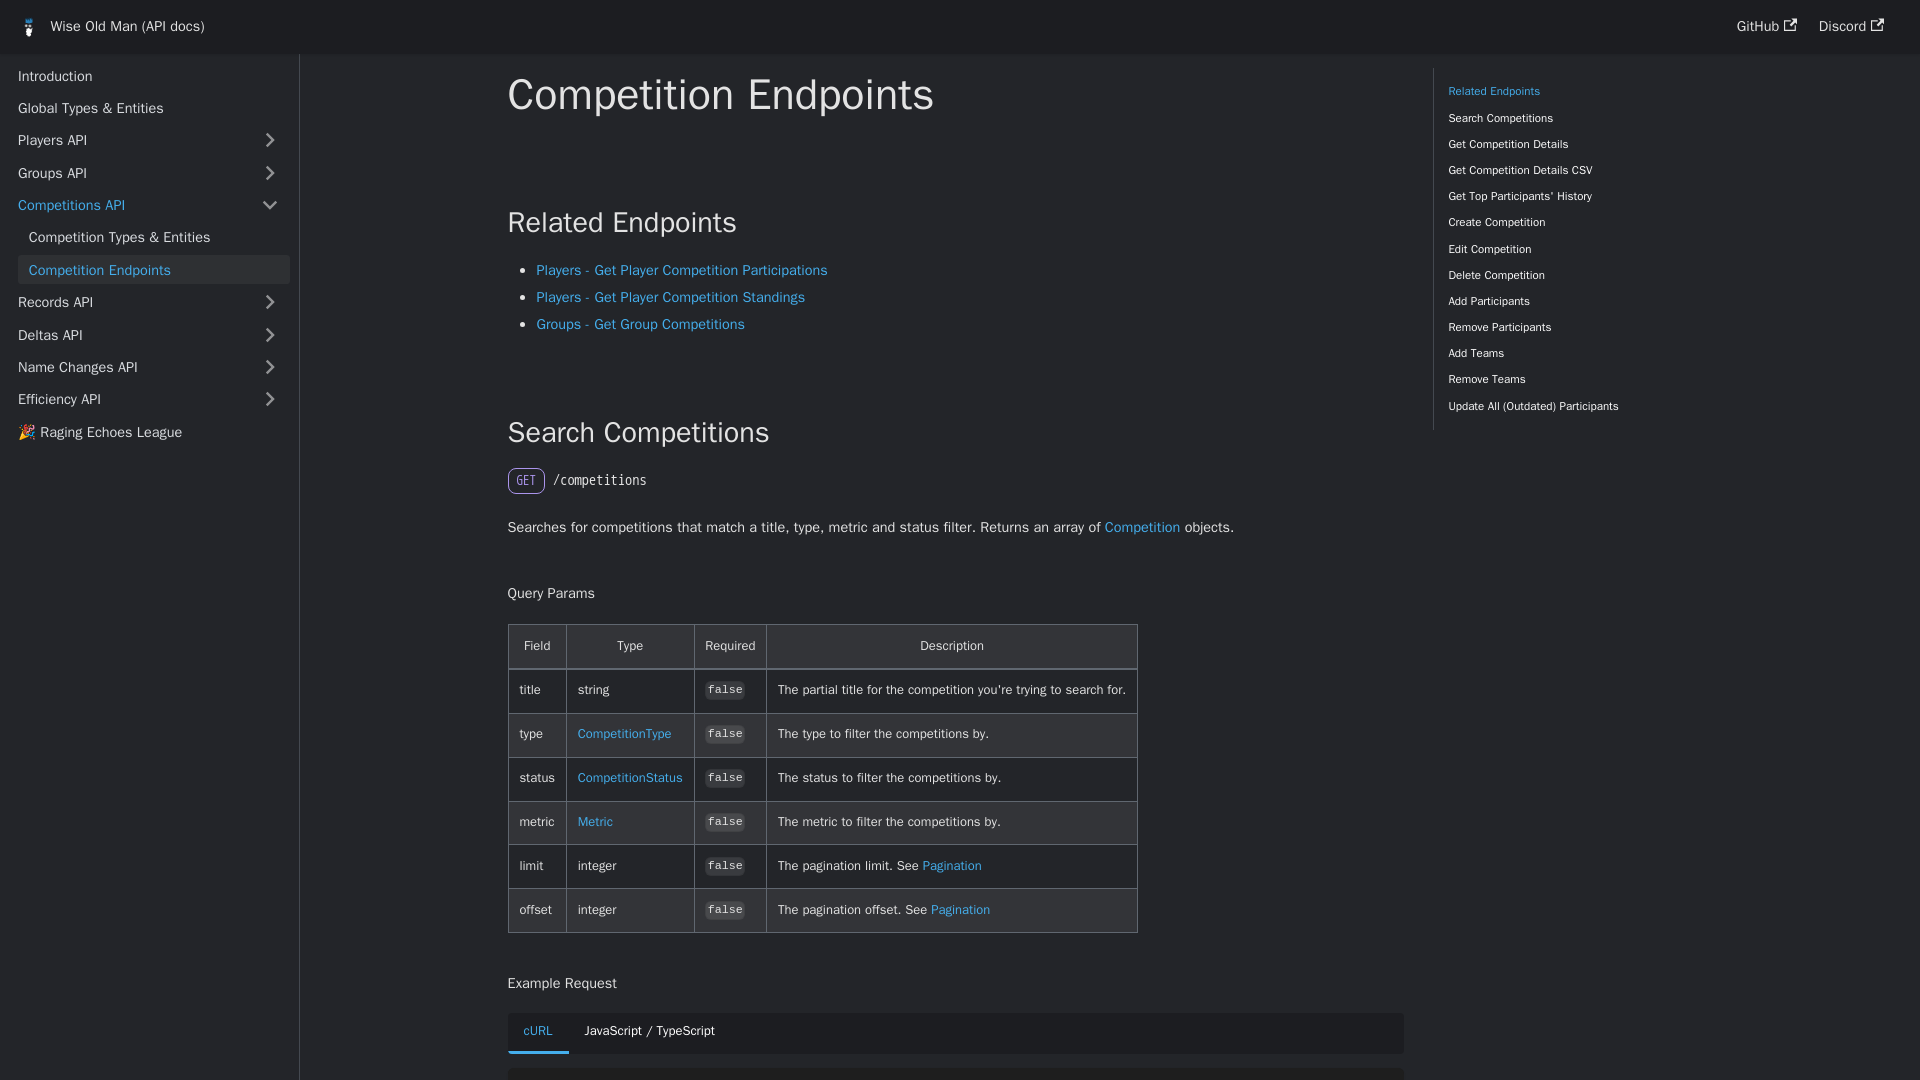 Wise Old Man (API docs)
GitHub
Discord
Introduction
Global Types & Entities
Players API
Groups API
Competitions API
Competition Types & Entities
Competition Endpoints
Records API
Deltas API
Name Changes API
Efficiency API
🎉 Raging Echoes League
Competition Endpoints
Related Endpoints
Players - Get Player Competition Participations
Players - Get Player Competition Standings
Groups - Get Group Competitions
Search Competitions
GET /competitions
Searches for competitions that match a title, type, metric and status filter. Returns an array of Competition objects.
Query Params
Field Type Required Description
title string false The partial title for the competition you're trying to search for.
type CompetitionType false The type to filter the competitions by.
status CompetitionStatus false The status to filter the competitions by.
metric Metric false The metric to filter the competitions by.
limit integer false The pagination limit. See Pagination
offset integer false The pagination offset. See Pagination
Example Request
cURL JavaScript / TypeScript
Related Endpoints
Search Competitions
Get Competition Details
Get Competition Details CSV
Get Top Participants' History
Create Competition
Edit Competition
Delete Competition
Add Participants
Remove Participants
Add Teams
Remove Teams
Update All (Outdated) Participants